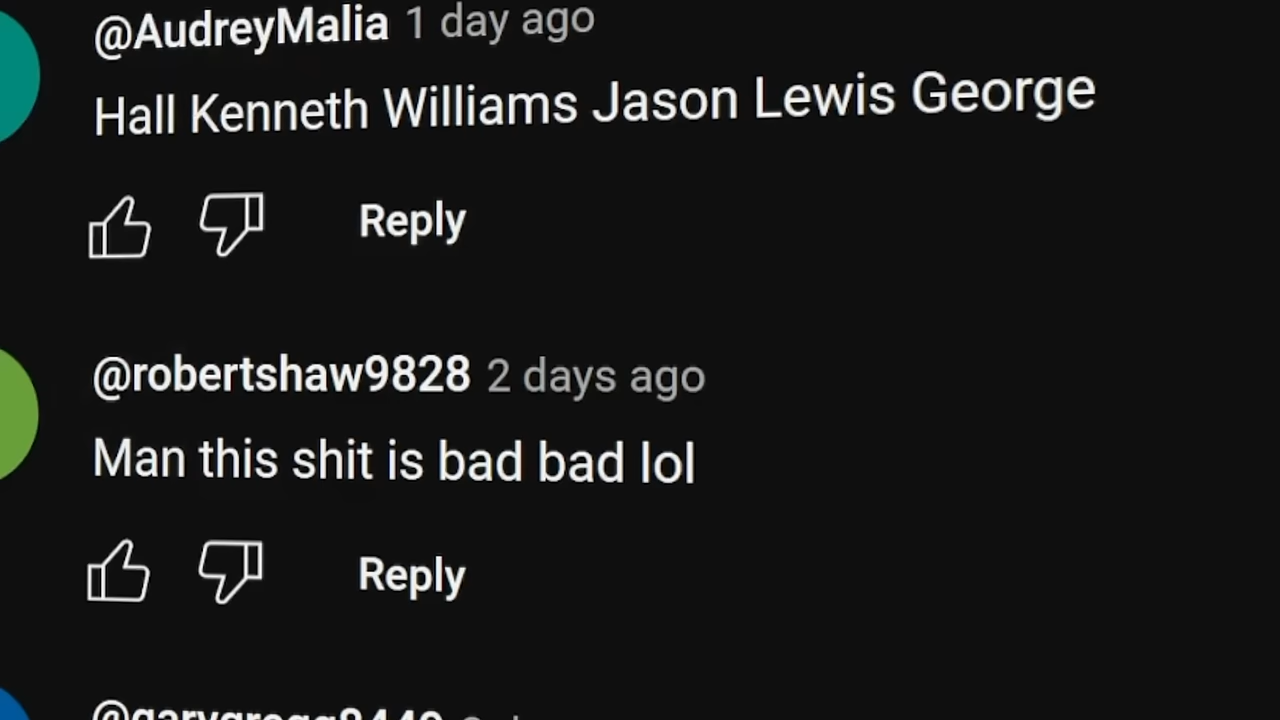 @AudreyMalia 1 day ago
Hall Kenneth Williams Jason Lewis George
Reply
@robertshaw9828 2 days ago
Man this shit is bad bad lol
Reply